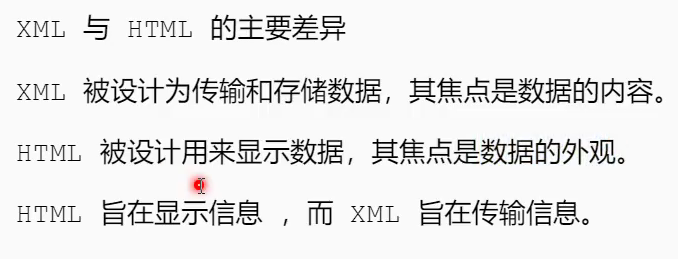 XML 与 HTML 的主要差异
XML 被设计为传输和存储数据，其焦点是数据的内容。
HTML 被设计用来显示数据，其焦点是数据的外观。
HTML 旨在显示信息 ，而 XML 旨在传输信息。